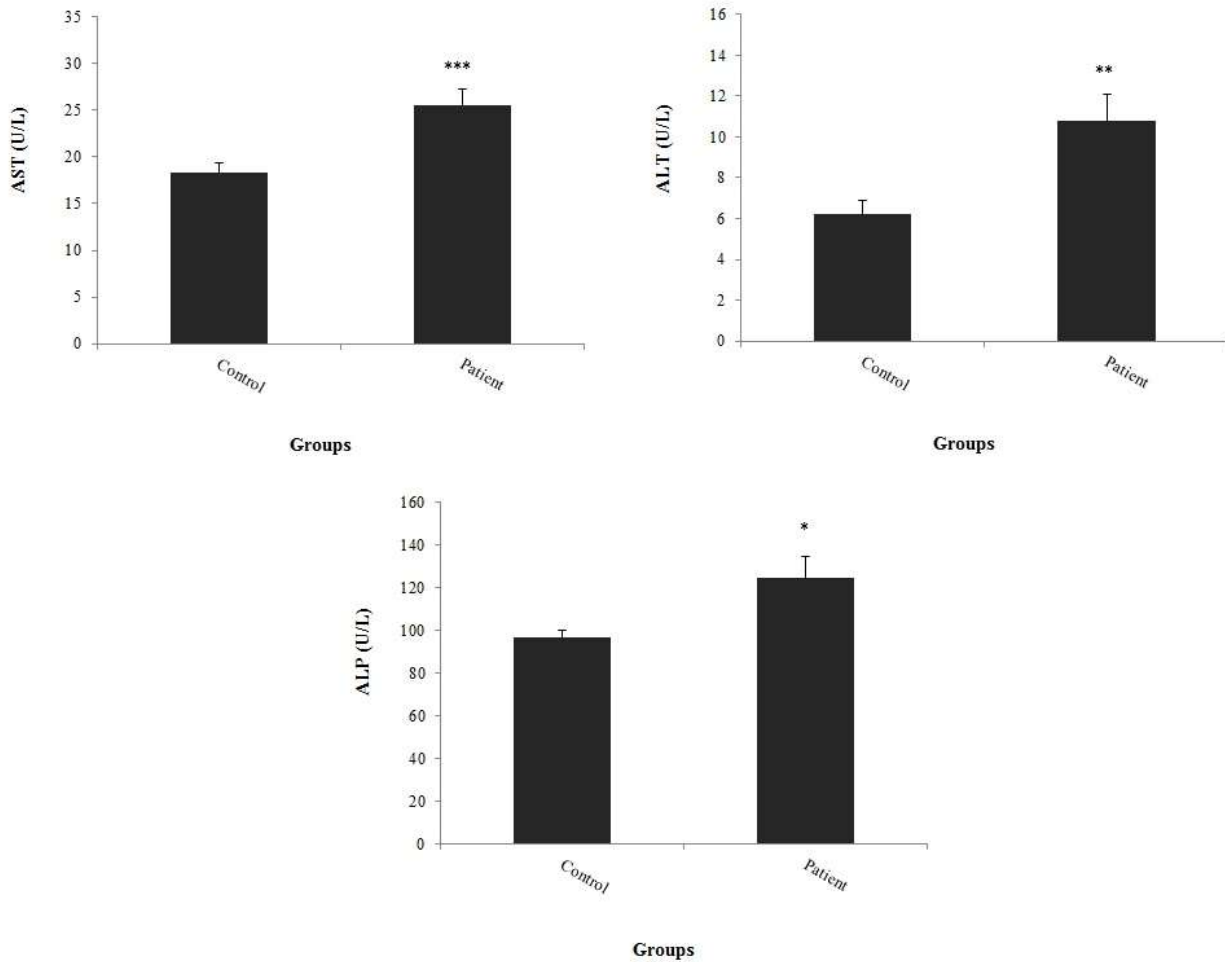 AST (U/L)
35
30
25
20
15
10
5
0
***
Control
Patient
Groups
ALT (U/L)
16
14
12
10
8
6
4
2
0
**
Control
Patient
Groups
ALP (U/L)
160
140
120
100
80
60
40
20
0
*
Control
Patient
Groups